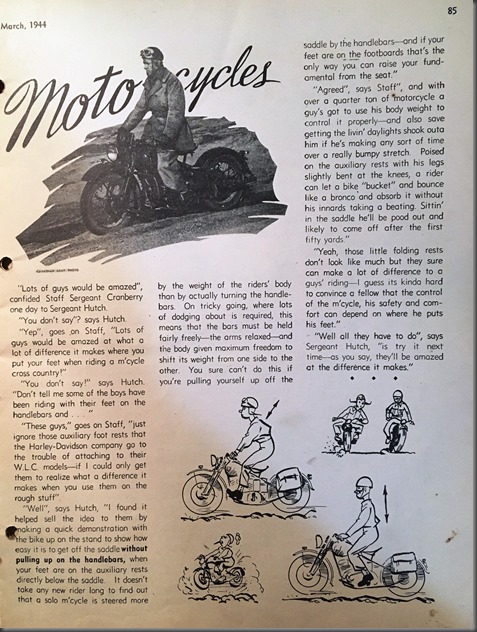 March, 1944
85
Motorcycles
"Lots of guys would be amazed",
confided Staff Sergeant Cranberry
one day to Sergeant Hutch.
"You don't say"? says Hutch.
"Yep", goes on Staff, "Lots of
guys would be amazed at what a
lot of difference it makes where you
put your feet when riding a m'cycle
cross country!"
"You don't say!" says Hutch.
"Don't tell me some of the boys have
been riding with their feet on the
handlebars and . . . "
"These guys," goes on Staff, "just
ignore those auxiliary foot rests that
the Harley-Davidson company go to
the trouble of attaching to their
W.L.C. models—if I could only get
them to realize what a difference it
makes when you use them on the
rough stuff".
"Well", says Hutch, "I found it
helped sell the idea to them by
making a quick demonstration with
the bike up on the stand to show how
easy it is to get off the saddle without
pulling up on the handlebars, when
your feet are on the auxiliary rests
directly below the saddle. It doesn't
take any new rider long to find out
that a solo m'cycle is steered more
by the weight of the riders' body
than by actually turning the handle-
bars. On tricky going, where lots
of dodging about is required, this
means that the bars must be held
fairly freely—the arms relaxed—and
the body given maximum freedom to
shift its weight from one side to the
other. You sure can't do this if
you're pulling yourself up off the
saddle by the handlebars—and if your
feet are on the footboards that's the
only way you can raise your fund-
amental from the seat."
"Agreed", says Staff", and with
over a quarter ton of motorcycle a
guy's got to use his body weight to
control it properly—and also save
getting the livin' daylights shook outa
him if he's making any sort of time
over a really bumpy stretch. Poised
on the auxiliary rests with his legs
slightly bent at the knees, a rider
can let a bike "bucket" and bounce
like a bronco and absorb it without
his innards taking a beating. Sittin'
in the saddle he'll be pood out and
likely to come off after the first
fifty yards."
"Yeah, those little folding rests
don't look like much but they sure
can make a lot of difference to a
guys' riding—I guess its kinda hard
to convince a fellow that the control
of the m'cycle, his safety and com-
fort can depend on where he puts
his feet."
"Well all they have to do", says
Sergeant Hutch, "is try it next
time—as you say, they'll be amazed
at the difference it makes."